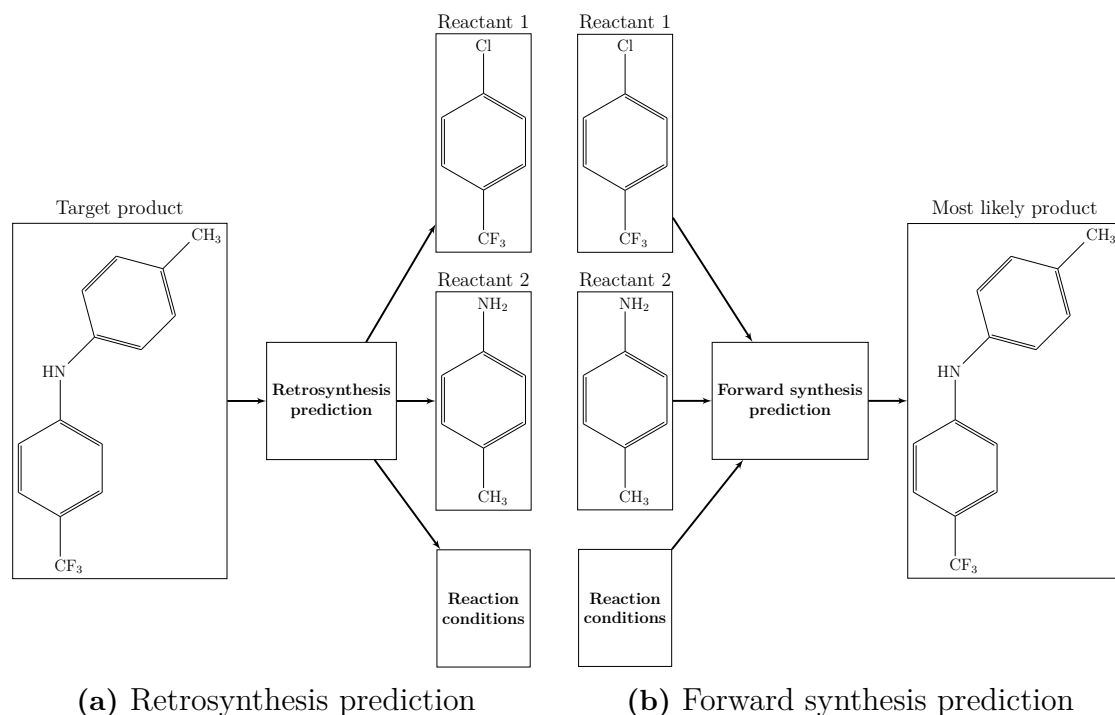 Reactant 1
Cl
CF3
Target product
CH3
HN
CF3
Retrosynthesis
prediction
Reactant 2
NH2
CH3
Reaction
conditions
(a) Retrosynthesis prediction
Reactant 1
Cl
CF3
Reactant 2
NH2
CH3
Reaction
conditions
Forward synthesis
prediction
Most likely product
CH3
HN
CF3
(b) Forward synthesis prediction